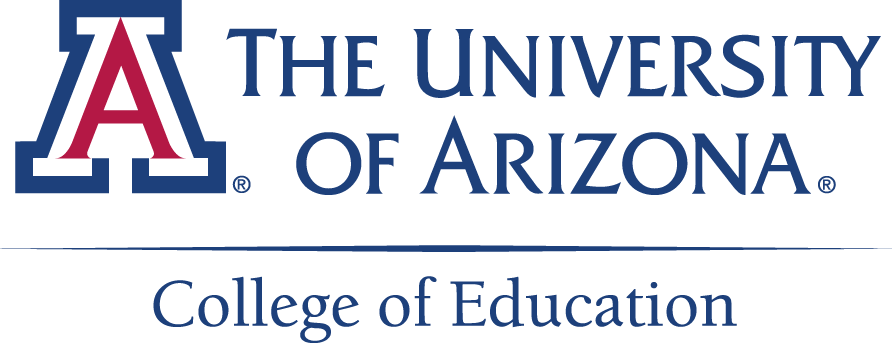 A® THE UNIVERSITY
OF ARIZONA®
College of Education